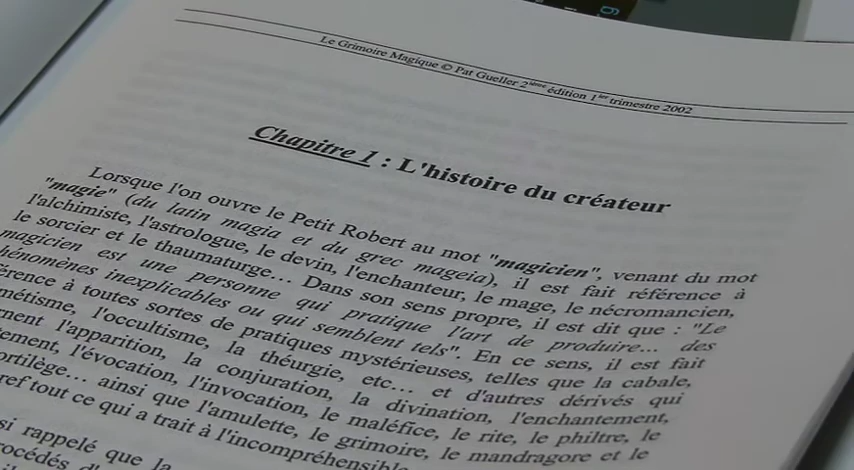 Le Grimoire Magique © Pat Gueller 2ième édition 1ier trimestre 2002
Chapitre 1 : L'histoire du créateur
Lorsque l'on ouvre le Petit Robert au mot "magicien", venant du mot
"magie" (du latin magia et du grec mageia), il est fait référence à
l'alchimiste, l'astrologue, le devin, l'enchanteur, le mage, le nécromancien,
le sorcier et le thaumaturge... Dans son sens propre, il est dit que : "Le
magicien est une personne qui pratique l'art de produire... des
hénomènes inexplicables ou qui semblent tels". En ce sens, il est fait
érence à toutes sortes de pratiques mystérieuses, telles que la cabale,
métisme, l'occultisme, la théurgie, etc... et d'autres dérivés qui
nent l'apparition, la conjuration, la divination, l'enchantement,
tement, l'évocation, l'invocation, le maléfice, le rite, le philtre, le
ortilège... ainsi que l'amulette, le grimoire, le mandragore et le
ref tout ce qui a trait à l'incompréhensible
si rappelé que la
rocédés d'